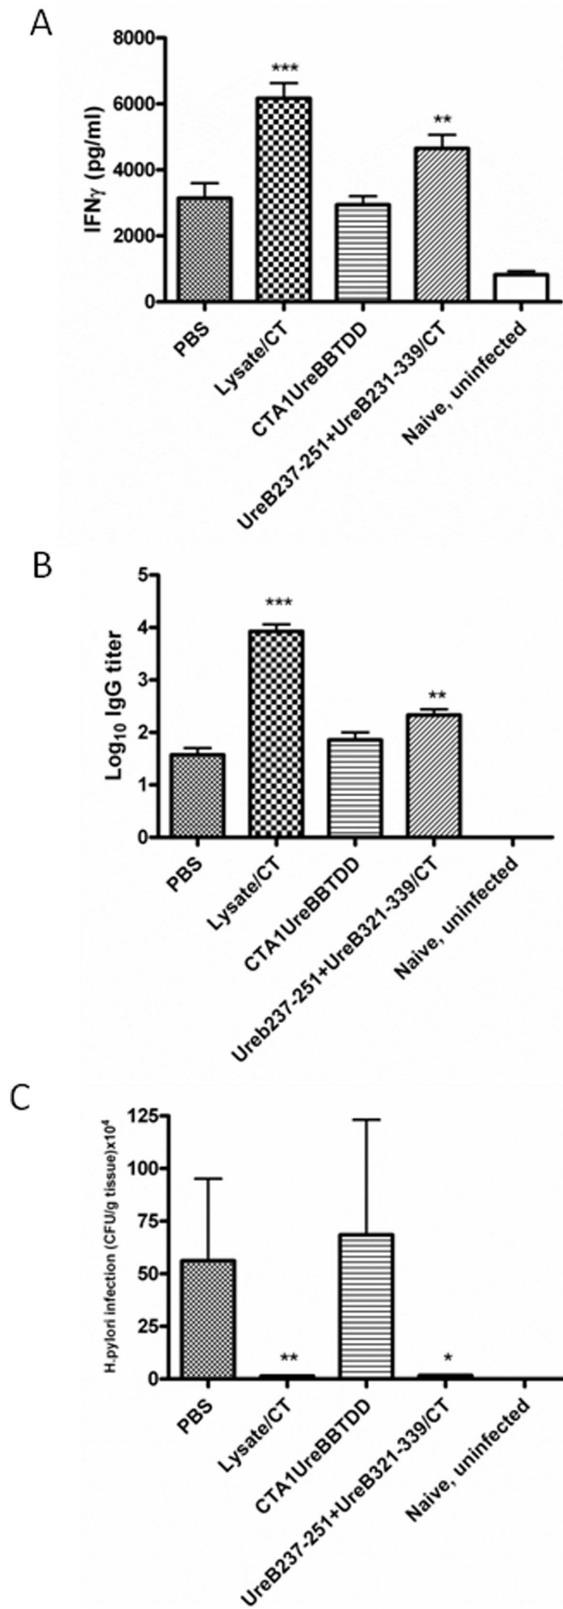 A
8000
6000
4000
2000
0
IFNγ (pg/ml)
***
**
PBS
Lysate/CT
CTA1UreBBTDD
UreB237-251+UreB231-339/CT
Naive, uninfected
B
5
4
3
2
1
0
Log10 IgG titer
***
**
PBS
Lysate/CT
CTA1UreBBTDD
Ureb237-251+UreB321-339/CT
Naive, uninfected
C
125
100
75
50
25
0
H.pylori infection (CFU/g tissue)x10⁴
**
*
PBS
Lysate/CT
CTA1UreBBTDD
UreB237-251+UreB321-339/CT
Naive, uninfected